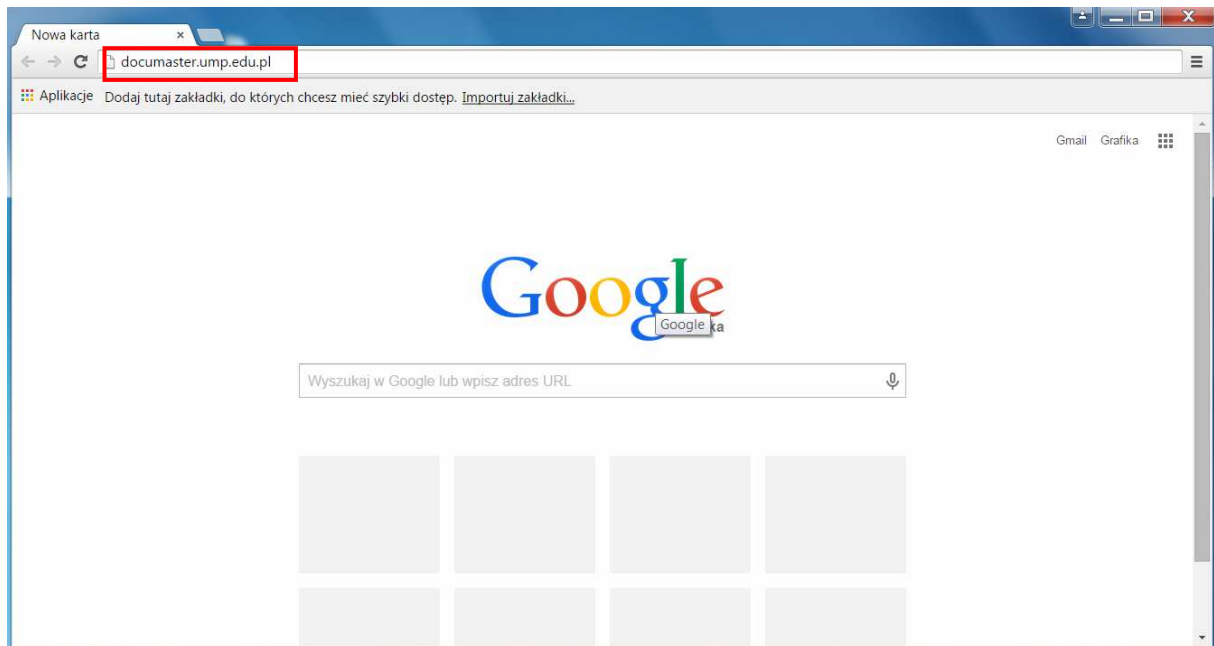 Nowa karta
documaster.ump.edu.pl
Aplikacje Dodaj tutaj zakładki, do których chcesz mieć szybki dostęp. Importuj zakładki...
Gmail Grafika
Google
Google ka
Wyszukaj w Google lub wpisz adres URL